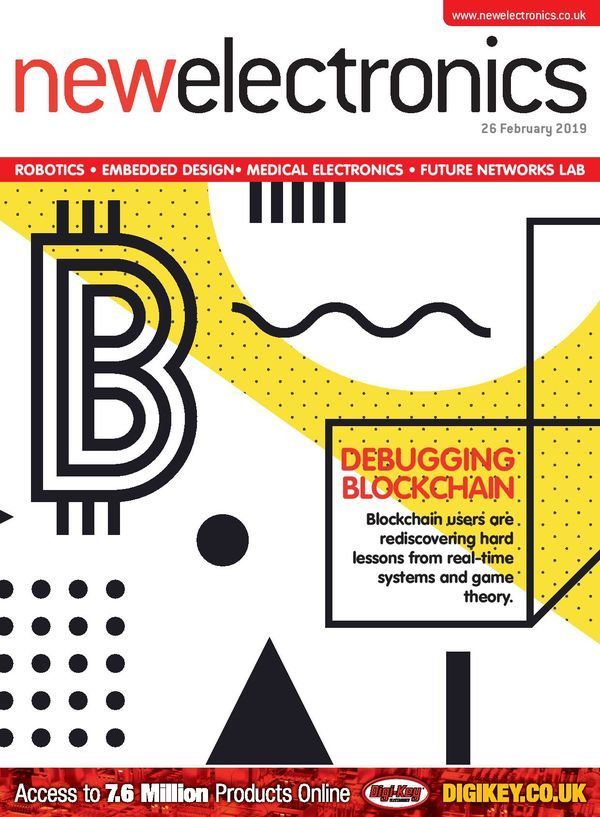 www.newelectronics.co.uk
newelectronics
26 February 2019
ROBOTICS • EMBEDDED DESIGN• MEDICAL ELECTRONICS • FUTURE NETWORKS LAB
DEBUGGING
BLOCKCHAIN
Blockchain users are
rediscovering hard
lessons from real-time
systems and game
theory.
Access to 7.6 Million Products Online Digi-Key DIGIKEY.CO.UK